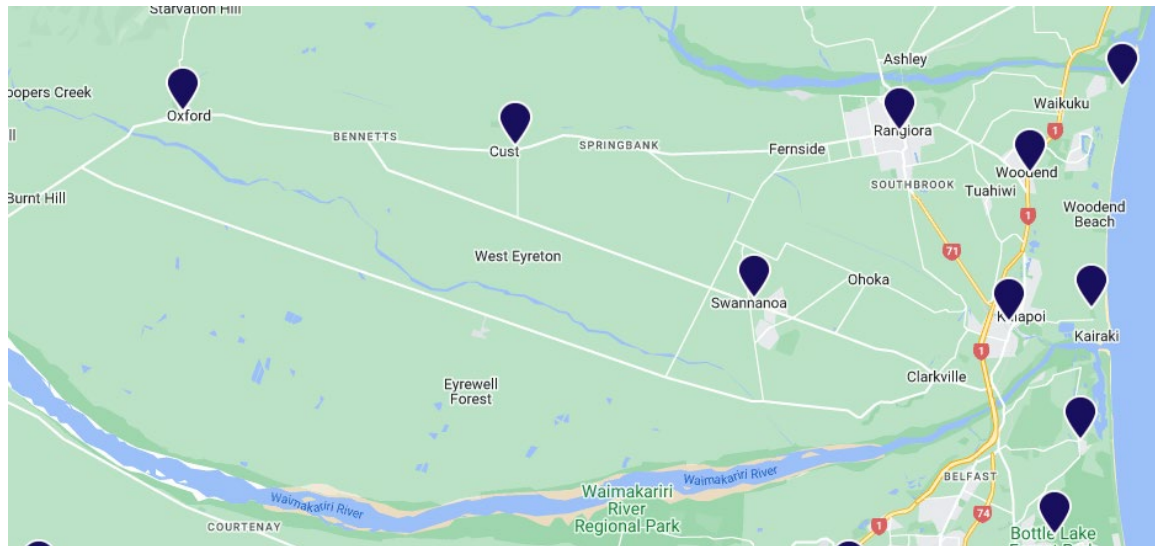 Starvation Hill
Ashley
oopers Creek
Oxford
Waikuku
1
BENNETTS
Cust
SPRINGBANK
Fernside
Rangiora
Woodend
SOUTHBROOK
Tuahiwi
Burnt Hill
Woodend
Beach
1
71
West Eyreton
Ohoka
Swannanoa
Kaiapoi
Kairaki
1
Clarkville
Eyrewell
Forest
Waimakariri River
BELFAST
Waimakariri River
Waimakariri
River
Regional Park
COURTENAY
1
74
Bottle Lake